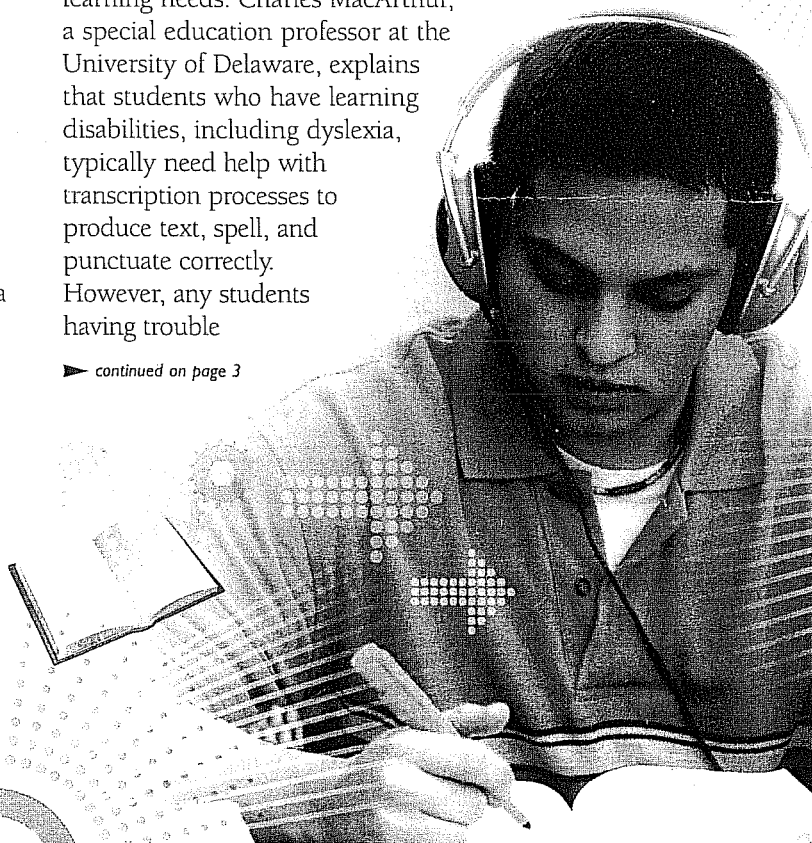 learning needs. Charles MacArthur,
a special education professor at the
University of Delaware, explains
that students who have learning
disabilities, including dyslexia,
typically need help with
transcription processes to
produce text, spell, and
punctuate correctly.
a
However, any students
having trouble
► continued on page 3